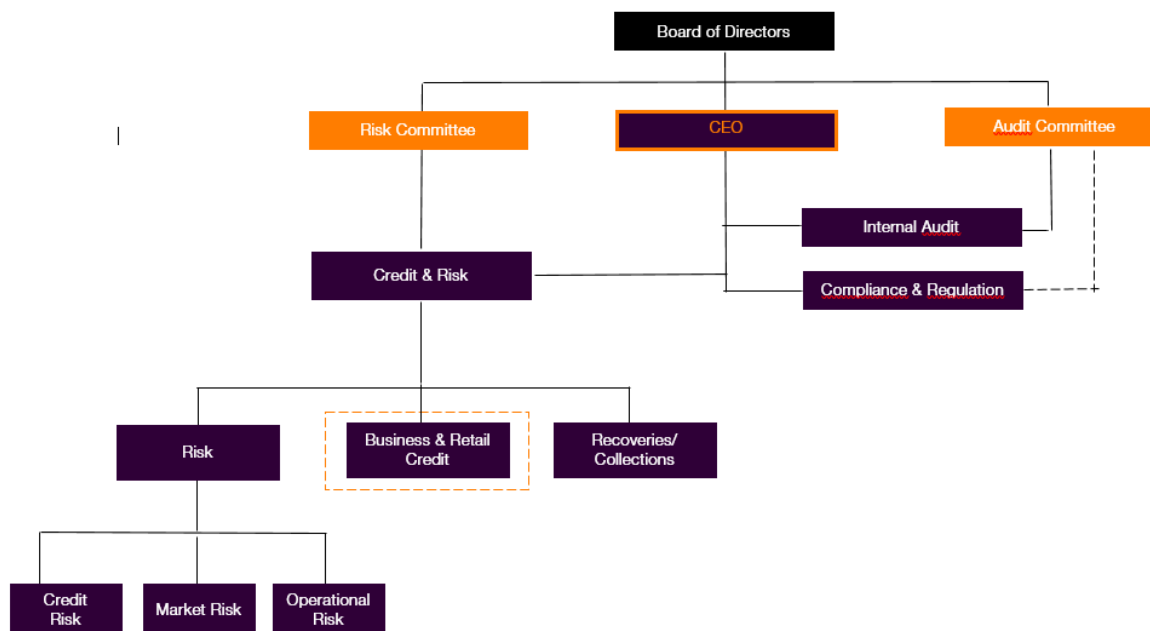 Board of Directors
Risk Committee
CEO
Audit Committee
Internal Audit
Credit & Risk
Compliance & Regulation
Risk
Business & Retail
Credit
Recoveries/
Collections
Credit
Risk
Market Risk
Operational
Risk